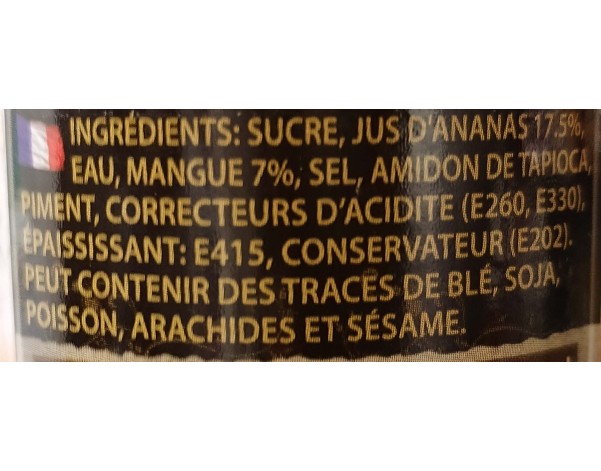 INGRÉDIENTS: SUCRE, JUS D'ANANAS 17.5%,
EAU, MANGUE 7%, SEL, AMIDON DE TAPIOCA,
PIMENT, CORRECTEURS D'ACIDITE (E260, E330),
ÉPAISSISSANT: E415, CONSERVATEUR (E202).
PEUT CONTENIR DES TRACES DE BLÉ, SOJA,
POISSON, ARACHIDES ET SÉSAME.